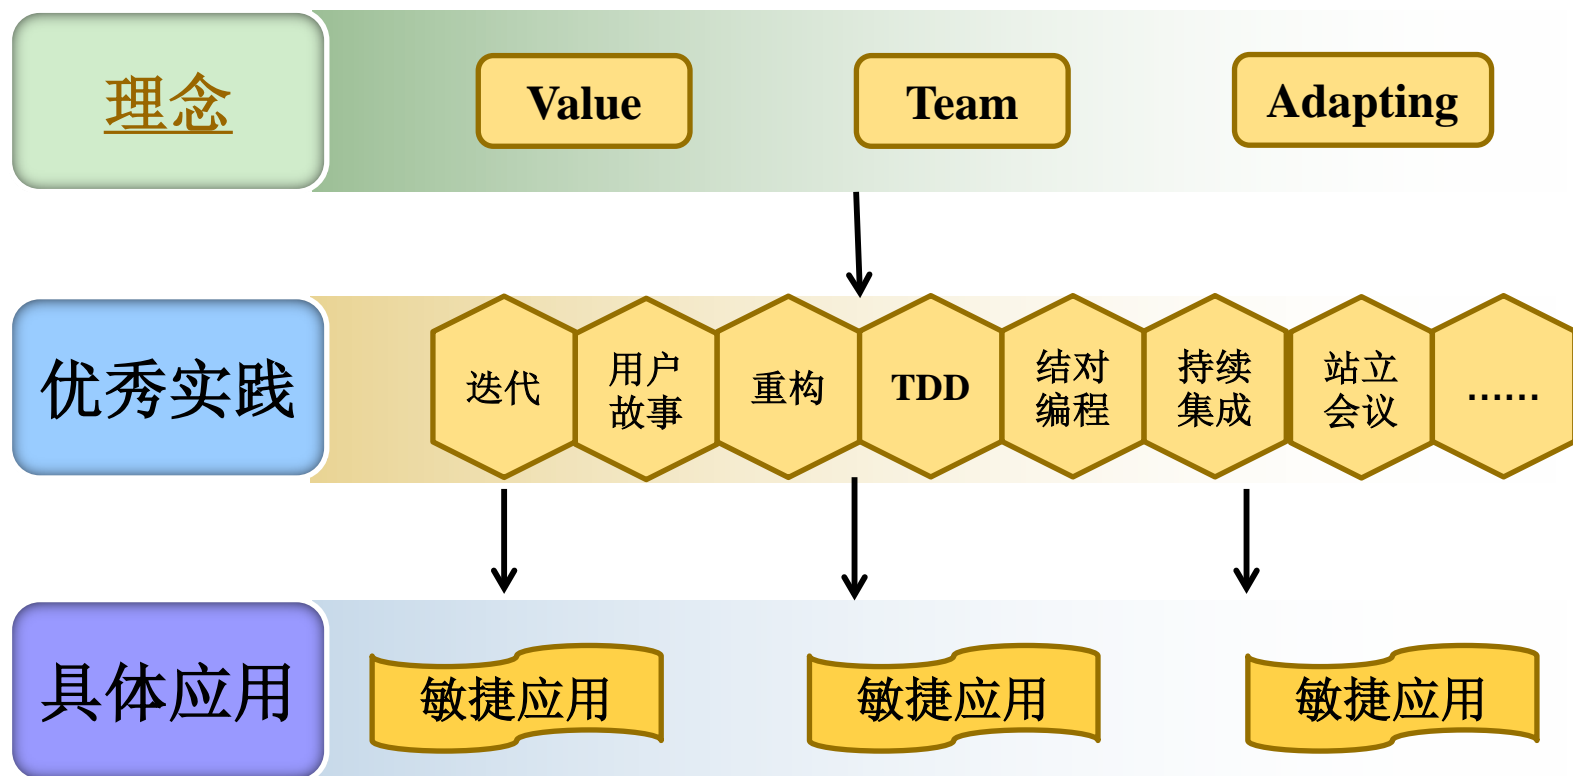 理念
Value
Team
Adapting
优秀实践
迭代
用户
故事
重构
TDD
结对
编程
持续
集成
站立
会议
......
具体应用
敏捷应用
敏捷应用
敏捷应用